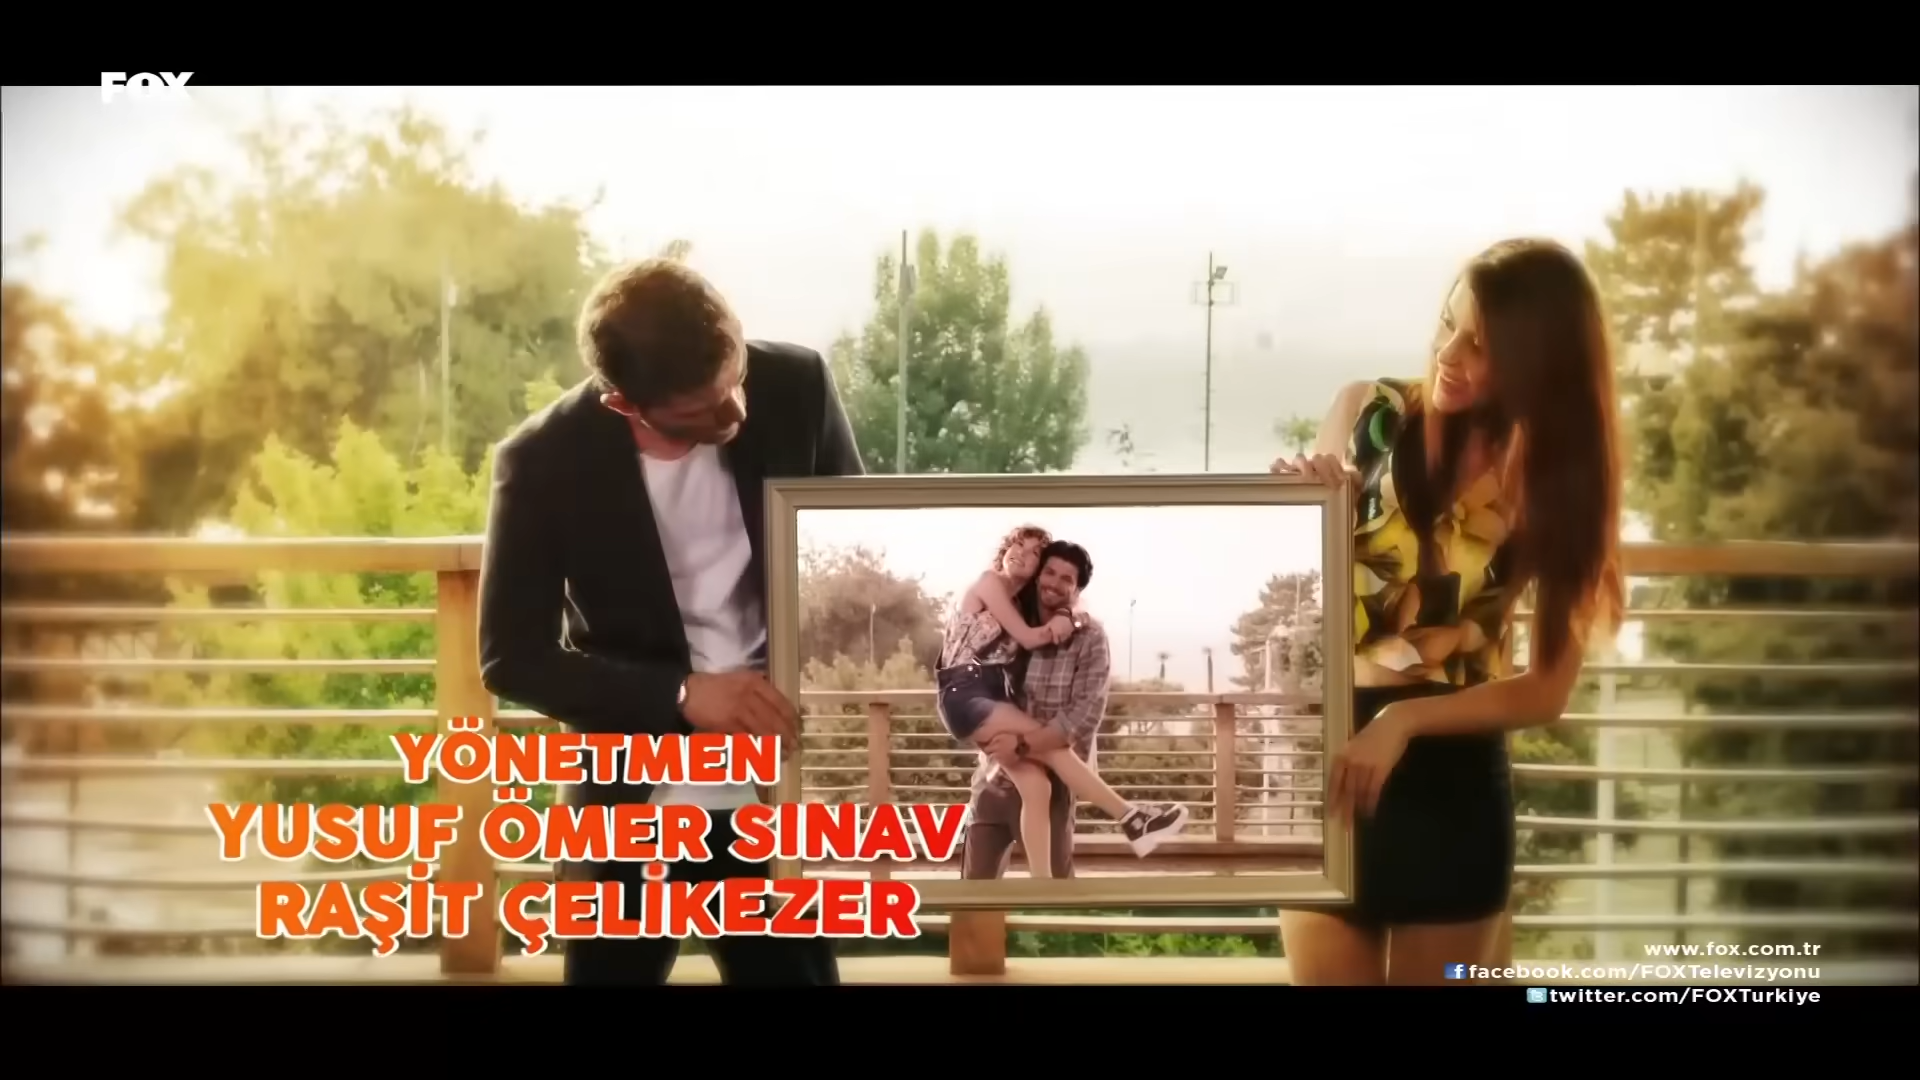 FOX
YÖNETMEN
YUSUF ÖMER SINAV
RAŞİT ÇELİKEZER
www.fox.com.tr
facebook.com/FOXTelevizyonu
twitter.com/FOXTurkiye